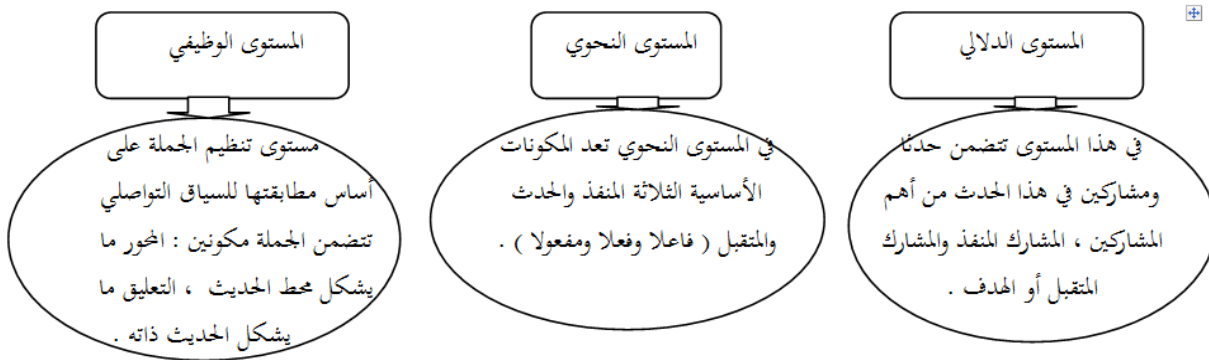 المستوى الدلالي
في هذا المستوى تتضمن حدثا
ومشاركين في هذا الحدث من أهم
المشاركين ، المشارك المنفذ والمشارك
المتقبل أو الهدف .
المستوى النحوي
في المستوى النحوي تعد المكونات
الأساسية الثلاثة المنفذ والحدث
والمتقبل ( فاعلا وفعلا ومفعولا ) .
المستوى الوظيفي
مستوى تنظيم الجملة على
أساس مطابقتها للسياق التواصلي
تتضمن الجملة مكونين : المحور ما
يشكل محط الحديث ، التعليق ما
يشكل الحديث ذاته .